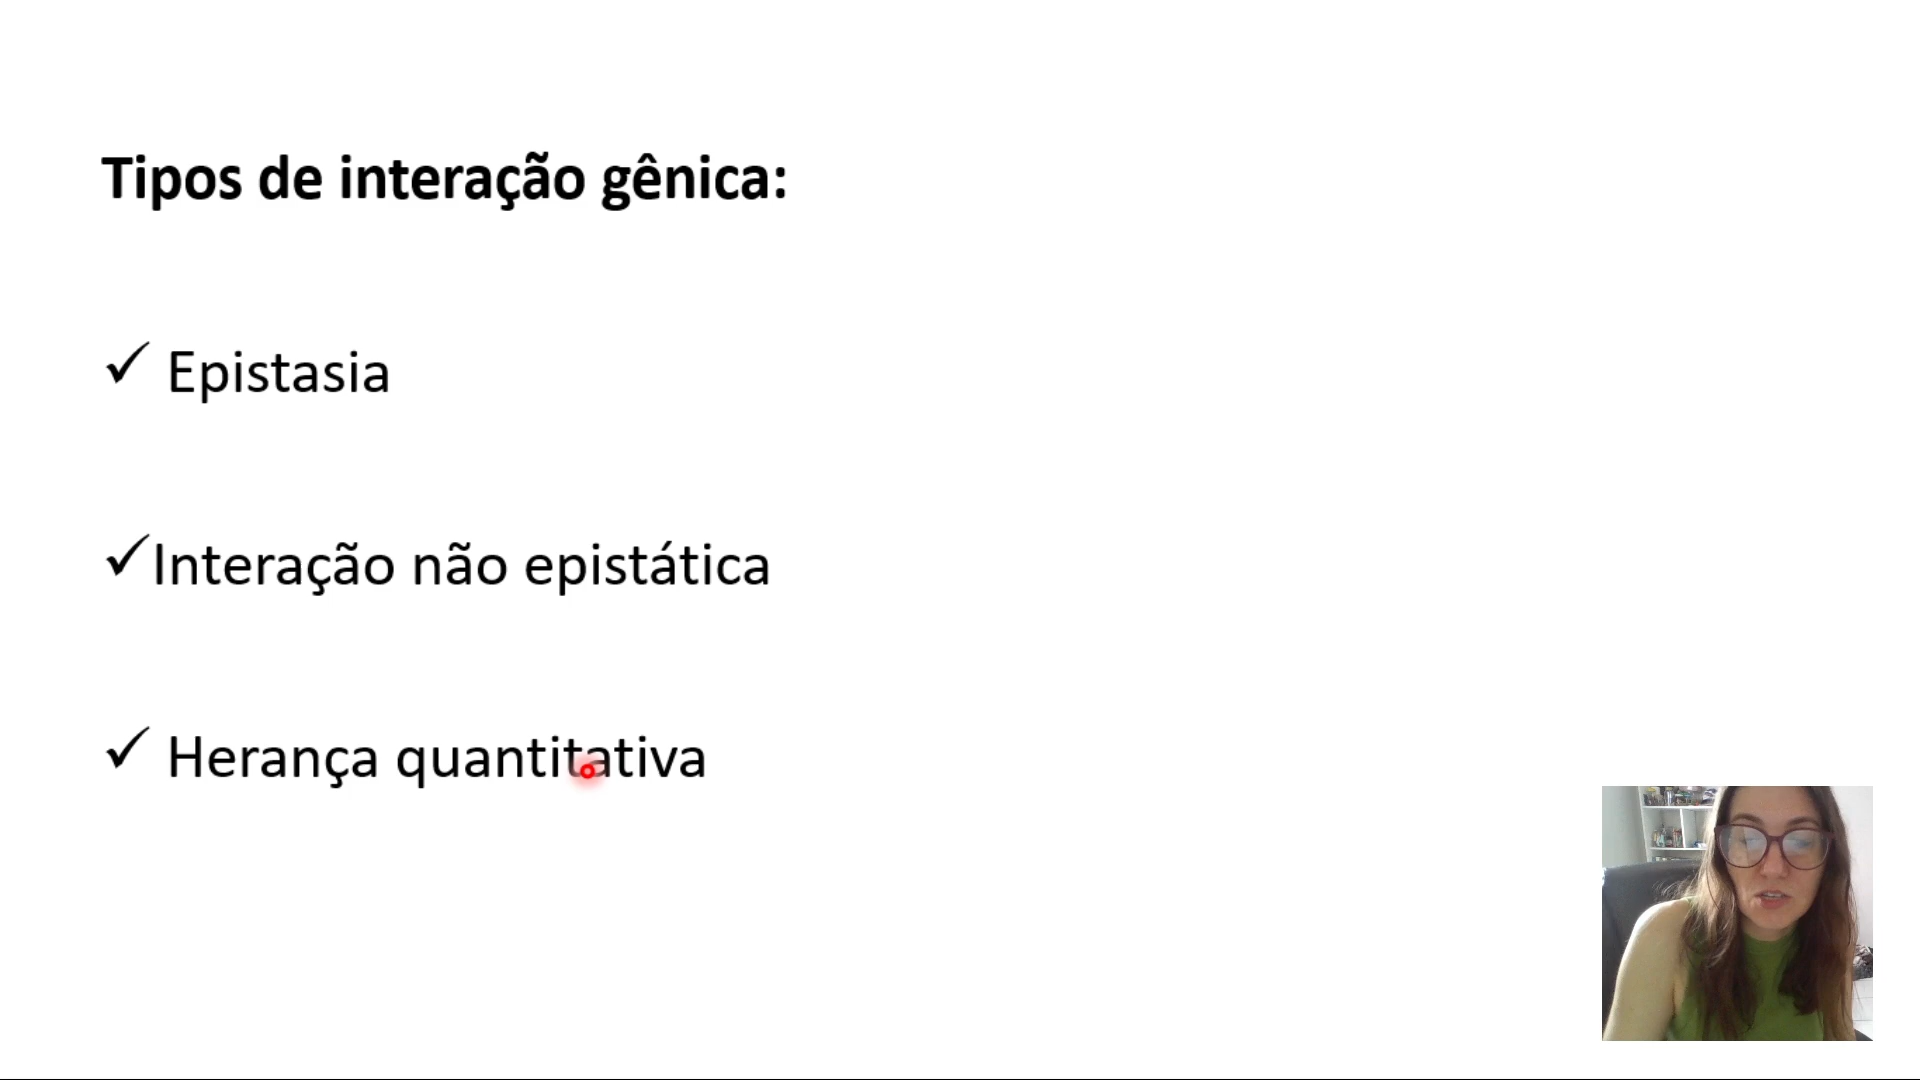 Tipos de interação gênica:
✓ Epistasia
✓Interação não epistática
✓ Herança quantitativa